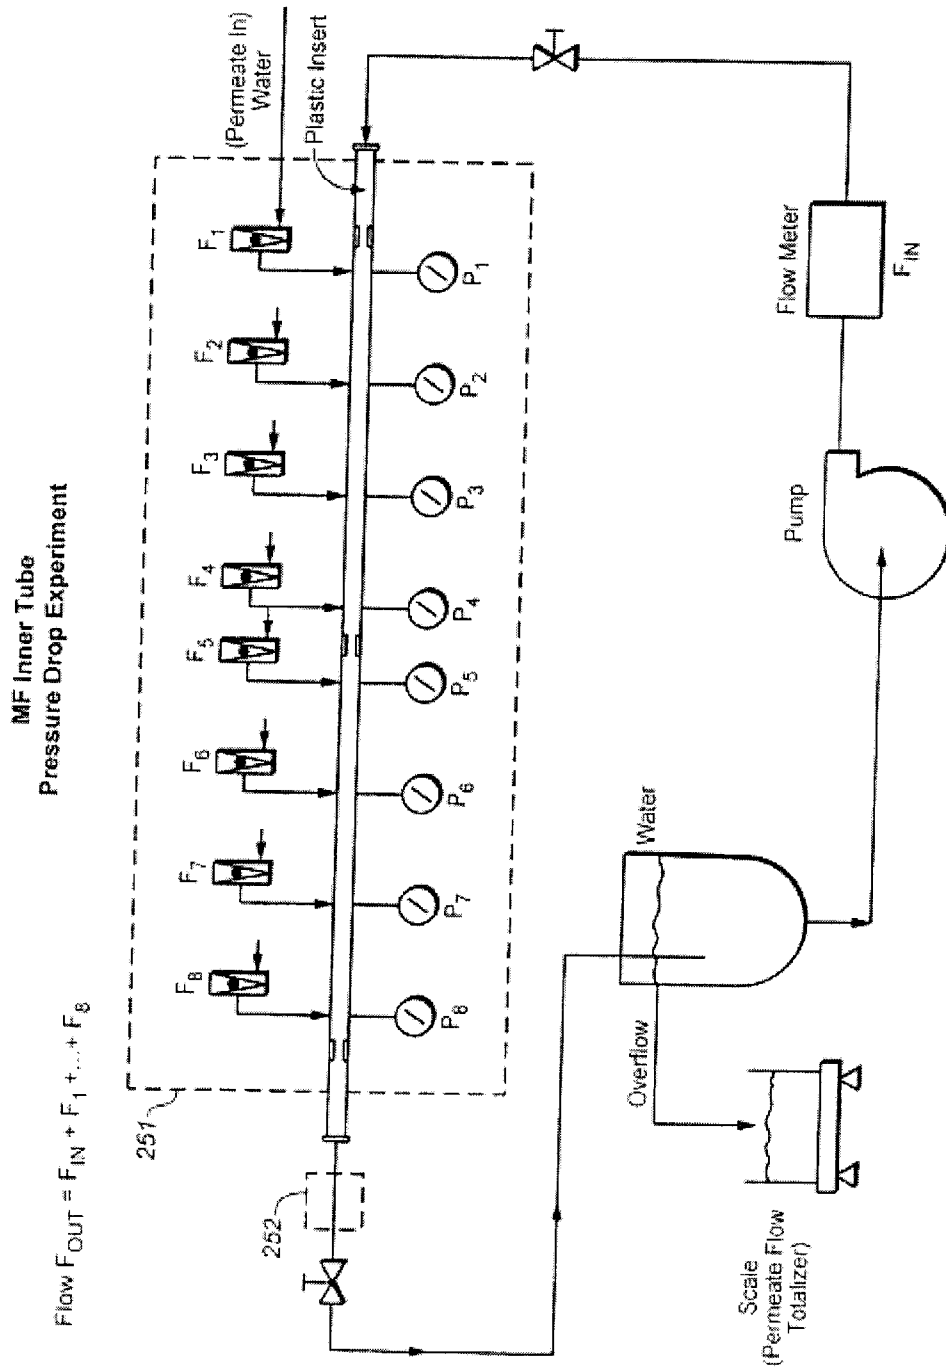 MF Inner Tube
Pressure Drop Experiment
Flow F_OUT = F_IN + F_1 +...+ F_8
251
252
F_8
F_7
F_6
F_5
F_4
F_3
F_2
F_1
(Permeate In)
Water
Plastic Insert
P_8
P_7
P_6
P_5
P_4
P_3
P_2
P_1
Overflow
Water
Pump
Flow Meter
F_IN
Scale
(Permeate Flow
Totalizer)